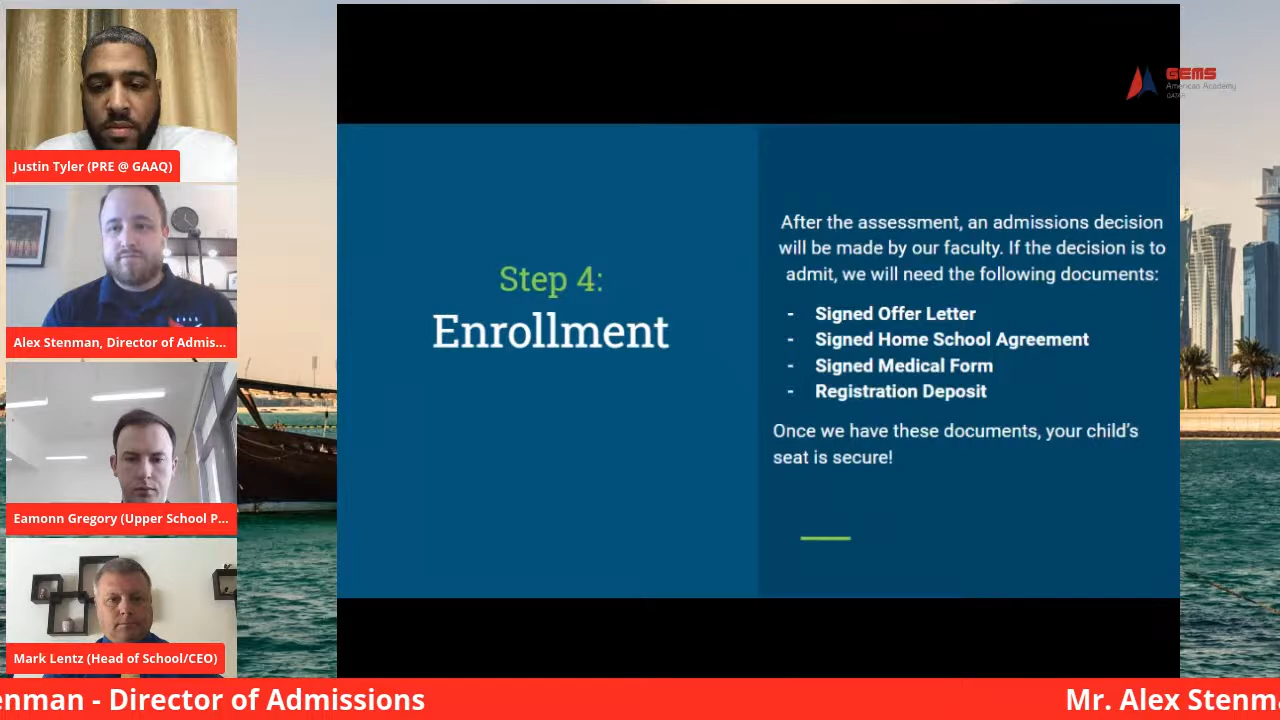 Justin Tyler (PRE @ GAAQ)
Alex Stenman, Director of Admis...
Eamonn Gregory (Upper School P...
Mark Lentz (Head of School/CEO)
GEMS
American Academy
QATAR
Step 4:
Enrollment
After the assessment, an admissions decision
will be made by our faculty. If the decision is to
admit, we will need the following documents:
- Signed Offer Letter
- Signed Home School Agreement
- Signed Medical Form
- Registration Deposit
Once we have these documents, your child's
seat is secure!
enman - Director of Admissions
Mr. Alex Stenma